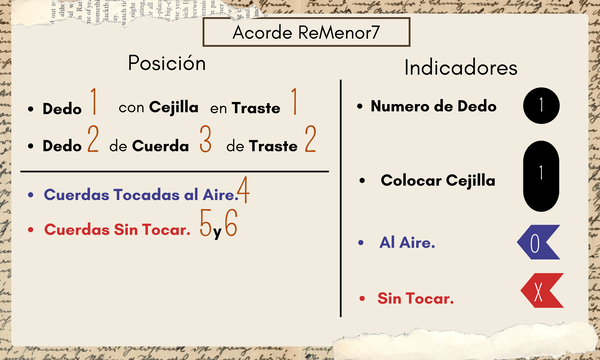 Acorde ReMenor7
Posición
• Dedo 1 con Cejilla en Traste 1
• Dedo 2 de Cuerda 3 de Traste 2
• Cuerdas Tocadas al Aire. 4
• Cuerdas Sin Tocar. 5 y 6
Indicadores
• Numero de Dedo 1
• Colocar Cejilla 1
• Al Aire. 0
• Sin Tocar. X